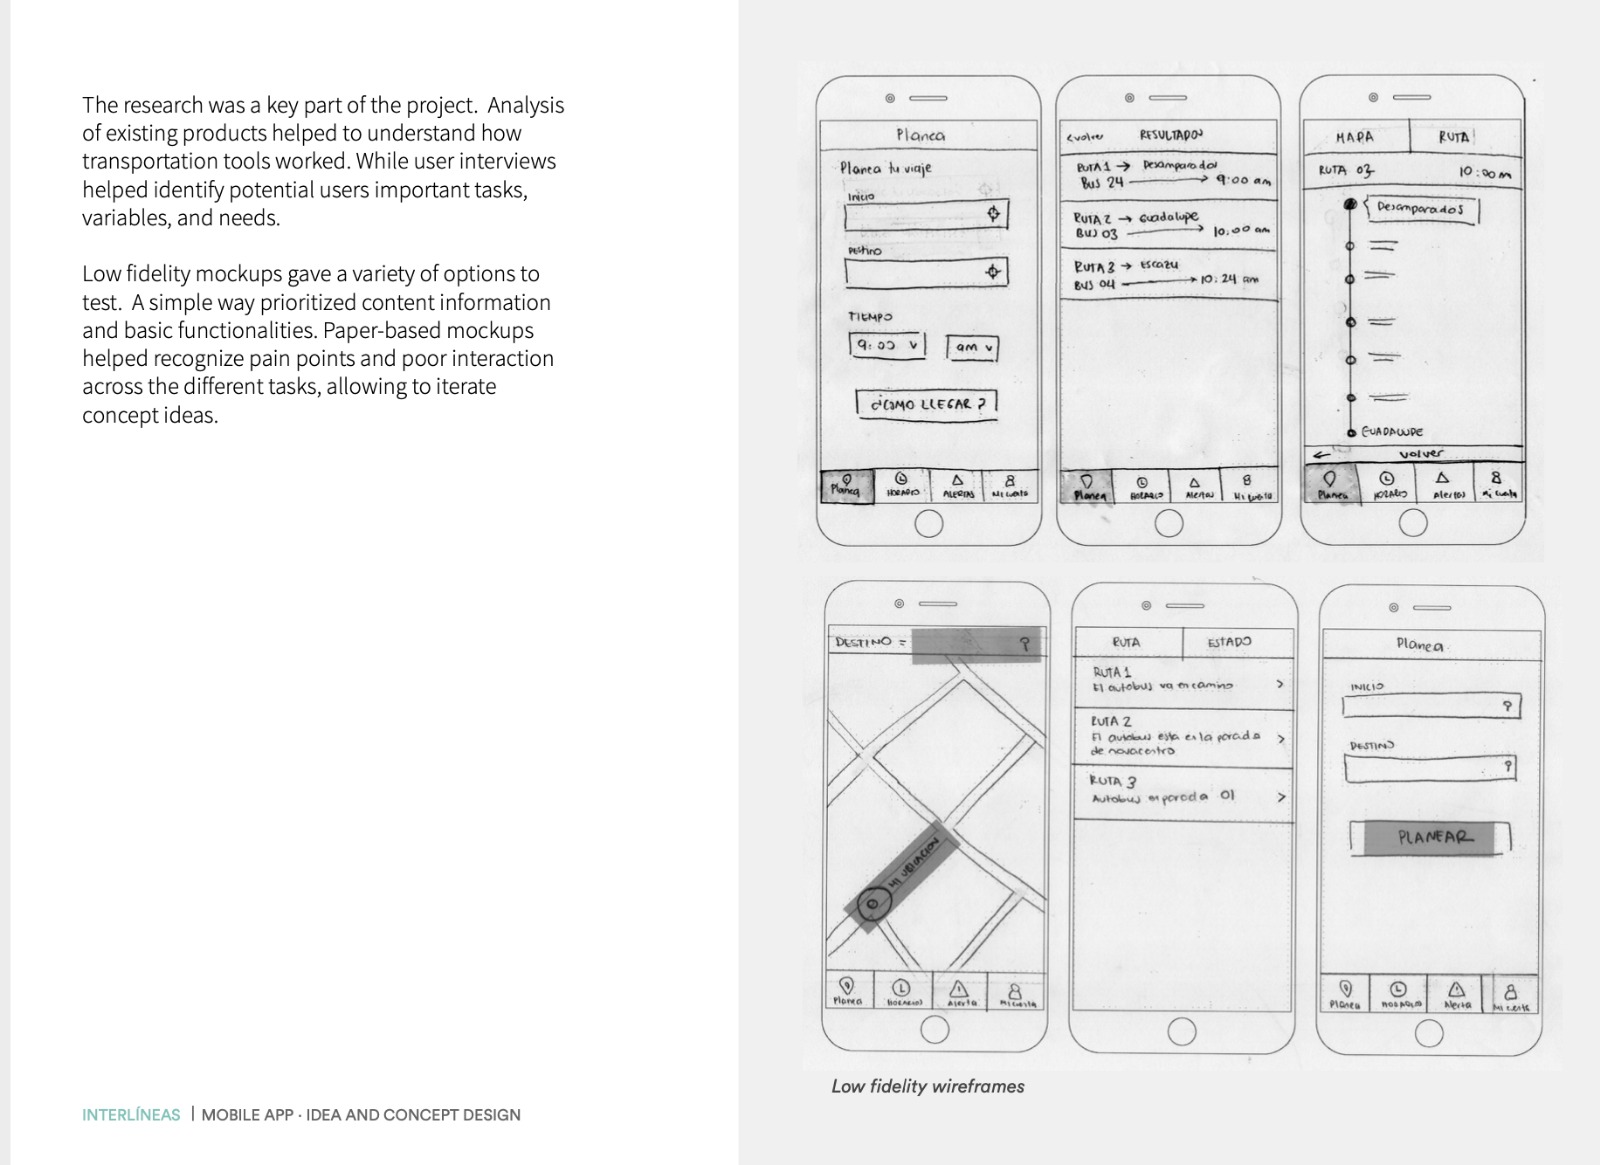 The research was a key part of the project.  Analysis
of existing products helped to understand how
transportation tools worked. While user interviews
helped identify potential users important tasks,
variables, and needs.
Low fidelity mockups gave a variety of options to
test.  A simple way prioritized content information
and basic functionalities. Paper-based mockups
helped recognize pain points and poor interaction
across the different tasks, allowing to iterate
concept ideas.
INTERLÍNEAS | MOBILE APP · IDEA AND CONCEPT DESIGN
Planea
Planea tu viaje
Inicio
Destino
TIEMPO
9:00 v
am v
¿COMO LLEGAR?
Planea
HORARIO
ALERTAS
Mi cuenta
<volver
RESULTADOS
RUTA 1 → Desamparados
Bus 24 → 9:00 am
RUTA 2 → Guadalupe
BUS 03 → 10:00 am
RUTA 3 → Escazu
BUS 04 → 10:24 am
Planea
HORARIO
Alertas
Mi cuenta
MAPA
RUTA
RUTA 03
10:00 am
Desamparados
GUADALUPE
← volver
Planea
HORARIO
Alertas
Mi cuenta
DESTINO =
MI UBICACION
Planea
HORARIO
Alerta
Mi cuenta
RUTA
ESTADO
RUTA 1
El autobus va en camino >
RUTA 2
El autobus esta en la parada >
de novacentro
RUTA 3
Autobus en parada 01 >
Planea
INICIO
DESTINO
PLANEAR
Planea
HORARIO
Alerta
Mi cuenta
Low fidelity wireframes